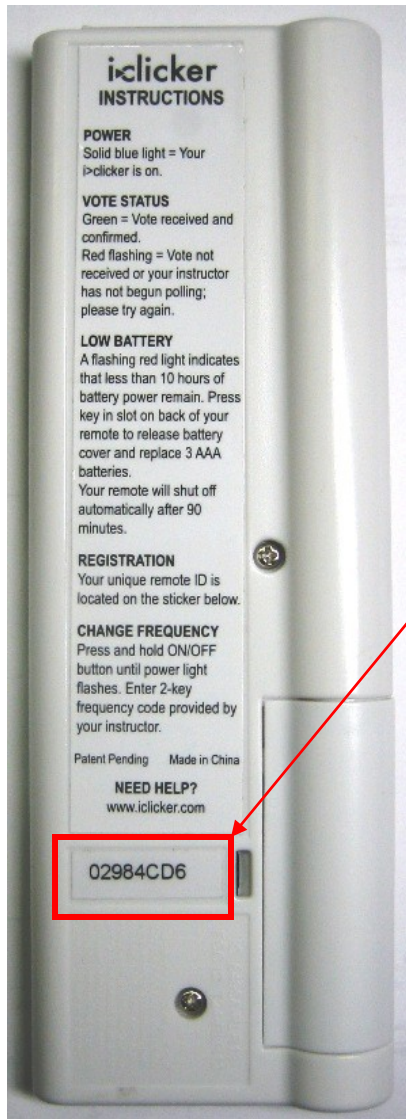 i>clicker
INSTRUCTIONS
POWER
Solid blue light = Your
i>clicker is on.
VOTE STATUS
Green = Vote received and
confirmed.
Red flashing = Vote not
received or your instructor
has not begun polling;
please try again.
LOW BATTERY
A flashing red light indicates
that less than 10 hours of
battery power remain. Press
key in slot on back of your
remote to release battery
cover and replace 3 AAA
batteries.
Your remote will shut off
automatically after 90
minutes.
REGISTRATION
Your unique remote ID is
located on the sticker below.
CHANGE FREQUENCY
Press and hold ON/OFF
button until power light
flashes. Enter 2-key
frequency code provided by
your instructor.
Patent Pending Made in China
NEED HELP?
www.iclicker.com
02984CD6